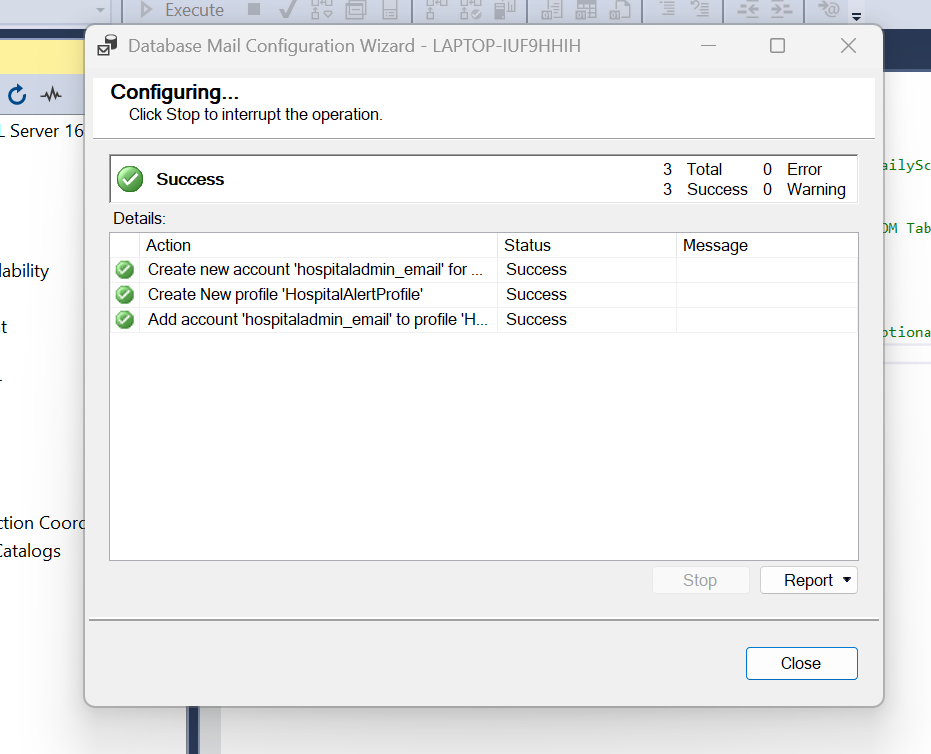 Execute
Database Mail Configuration Wizard - LAPTOP-IUF9HHIH
Configuring...
Click Stop to interrupt the operation.
L Server 16
Success
3 Total 0 Error
3 Success 0 Warning
ailySc
Details:
Action Status Message
OM Tab
Create new account 'hospitaladmin_email' for ... Success
lability
Create New profile 'HospitalAlertProfile' Success
Add account 'hospitaladmin_email' to profile 'H... Success
t
ptiona
ction Coord
Catalogs
Stop Report
Close